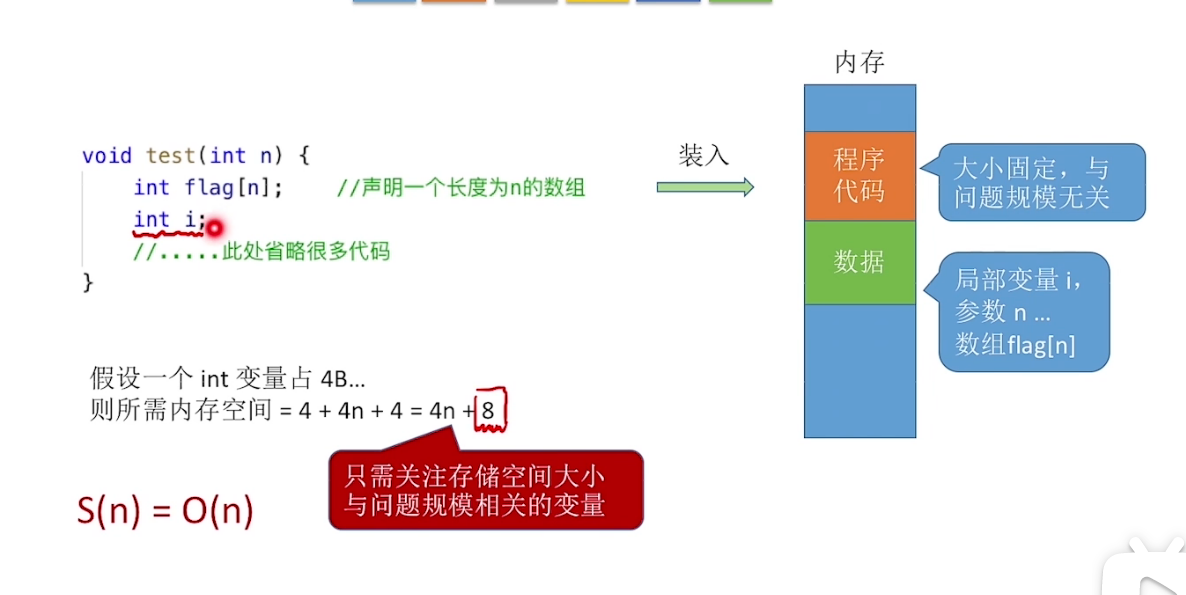 内存
void test(int n) {
int flag[n]; //声明一个长度为n的数组
int i;
//.....此处省略很多代码
}
装入
程序
代码
大小固定，与
问题规模无关
数据
局部变量 i，
参数 n ...
数组flag[n]
假设一个 int 变量占 4B...
则所需内存空间 = 4 + 4n + 4 = 4n + 8
只需关注存储空间大小
与问题规模相关的变量
S(n) = O(n)